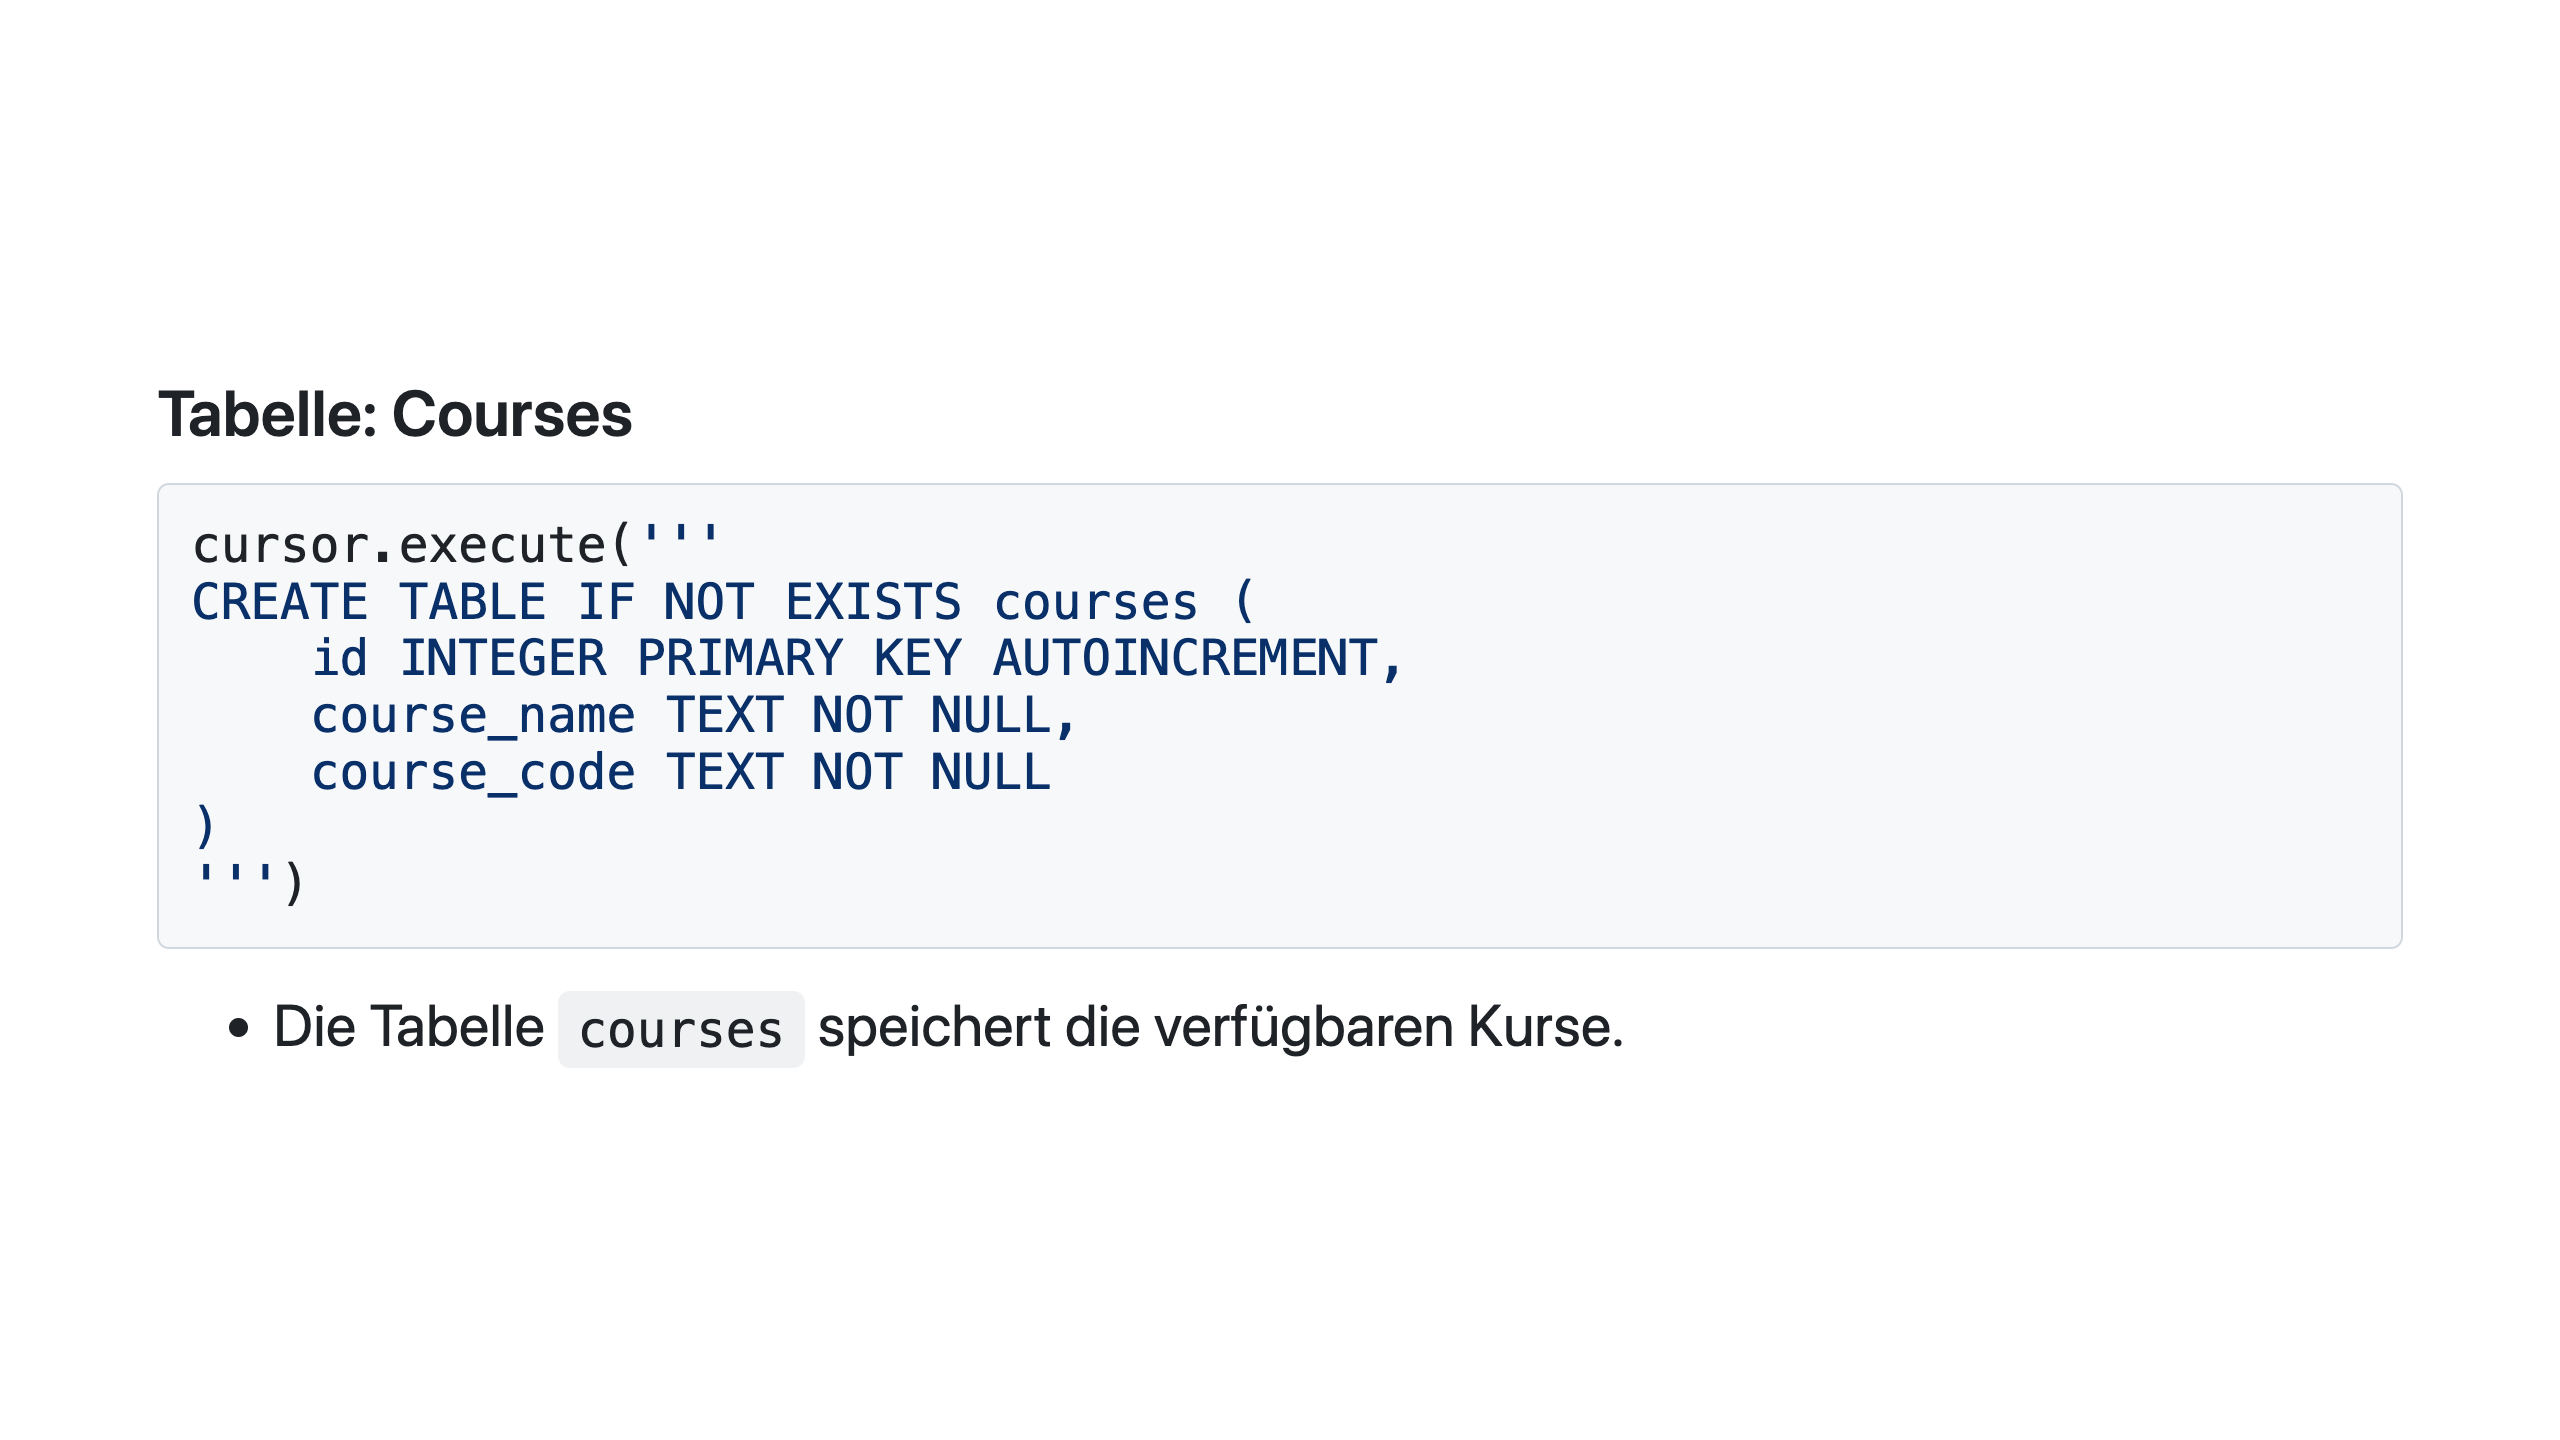 Tabelle: Courses
cursor.execute('''
CREATE TABLE IF NOT EXISTS courses (
    id INTEGER PRIMARY KEY AUTOINCREMENT,
    course_name TEXT NOT NULL,
    course_code TEXT NOT NULL
)
''')
• Die Tabelle courses speichert die verfügbaren Kurse.